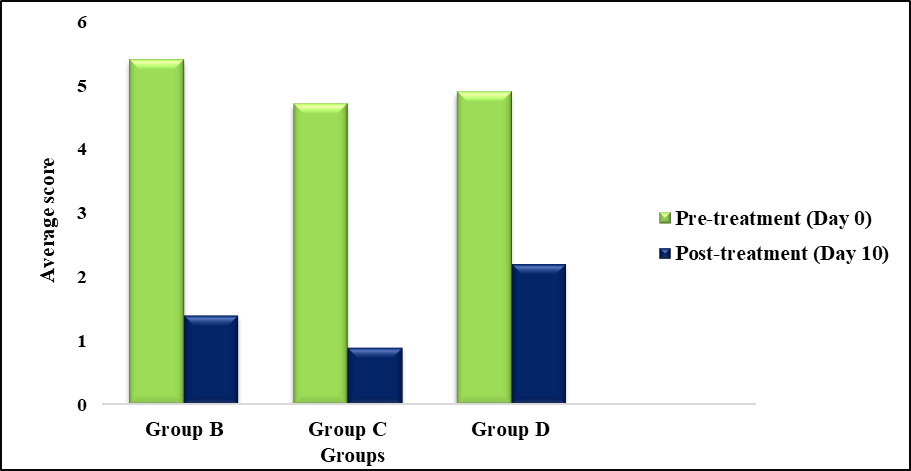 6
5
4
3
2
1
0
Average score
Group B
Group C
Group D
Groups
Pre-treatment (Day 0)
Post-treatment (Day 10)